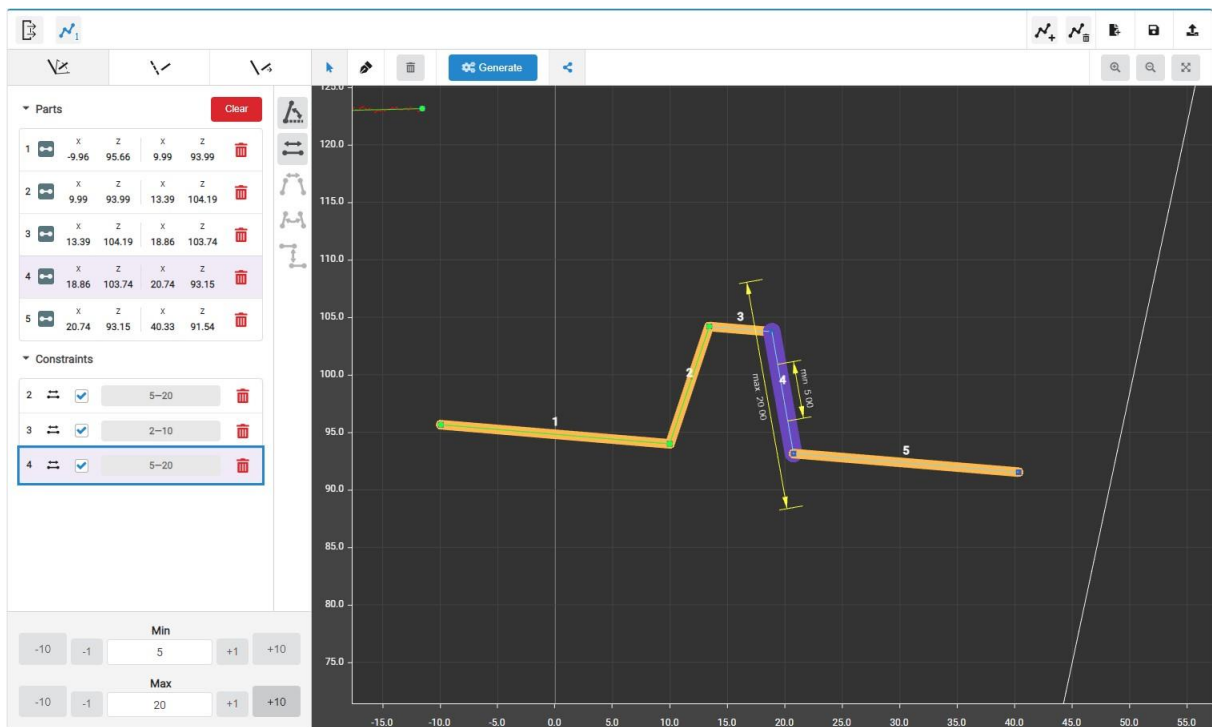 1
Generate
Parts
Clear
1 X Z X Z
-9.96 95.66 9.99 93.99
2 X Z X Z
9.99 93.99 13.39 104.19
3 X Z X Z
13.39 104.19 18.86 103.74
4 X Z X Z
18.86 103.74 20.74 93.15
5 X Z X Z
20.74 93.15 40.33 91.54
Constraints
2 5–20
3 2–10
4 5–20
Min
-10 -1 5 +1 +10
Max
-10 -1 20 +1 +10
125.0
120.0
115.0
110.0
105.0
100.0
95.0
90.0
85.0
80.0
75.0
1
2
3
4
5
max 20 00
min 5 00
-15.0 -10.0 -5.0 0.0 5.0 10.0 15.0 20.0 25.0 30.0 35.0 40.0 45.0 50.0 55.0